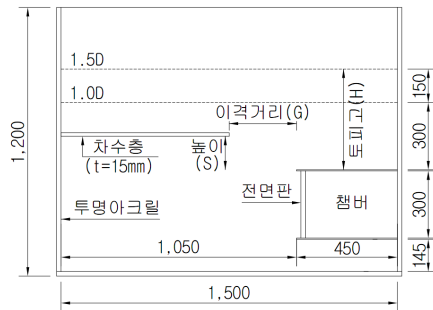 1.5D
1.0D
이격거리(G)
토피고(H)
150
300
1,200
차수층
(t=15mm)
높이
(S)
전면판
챔버
300
투명아크릴
1,050
450
145
1,500